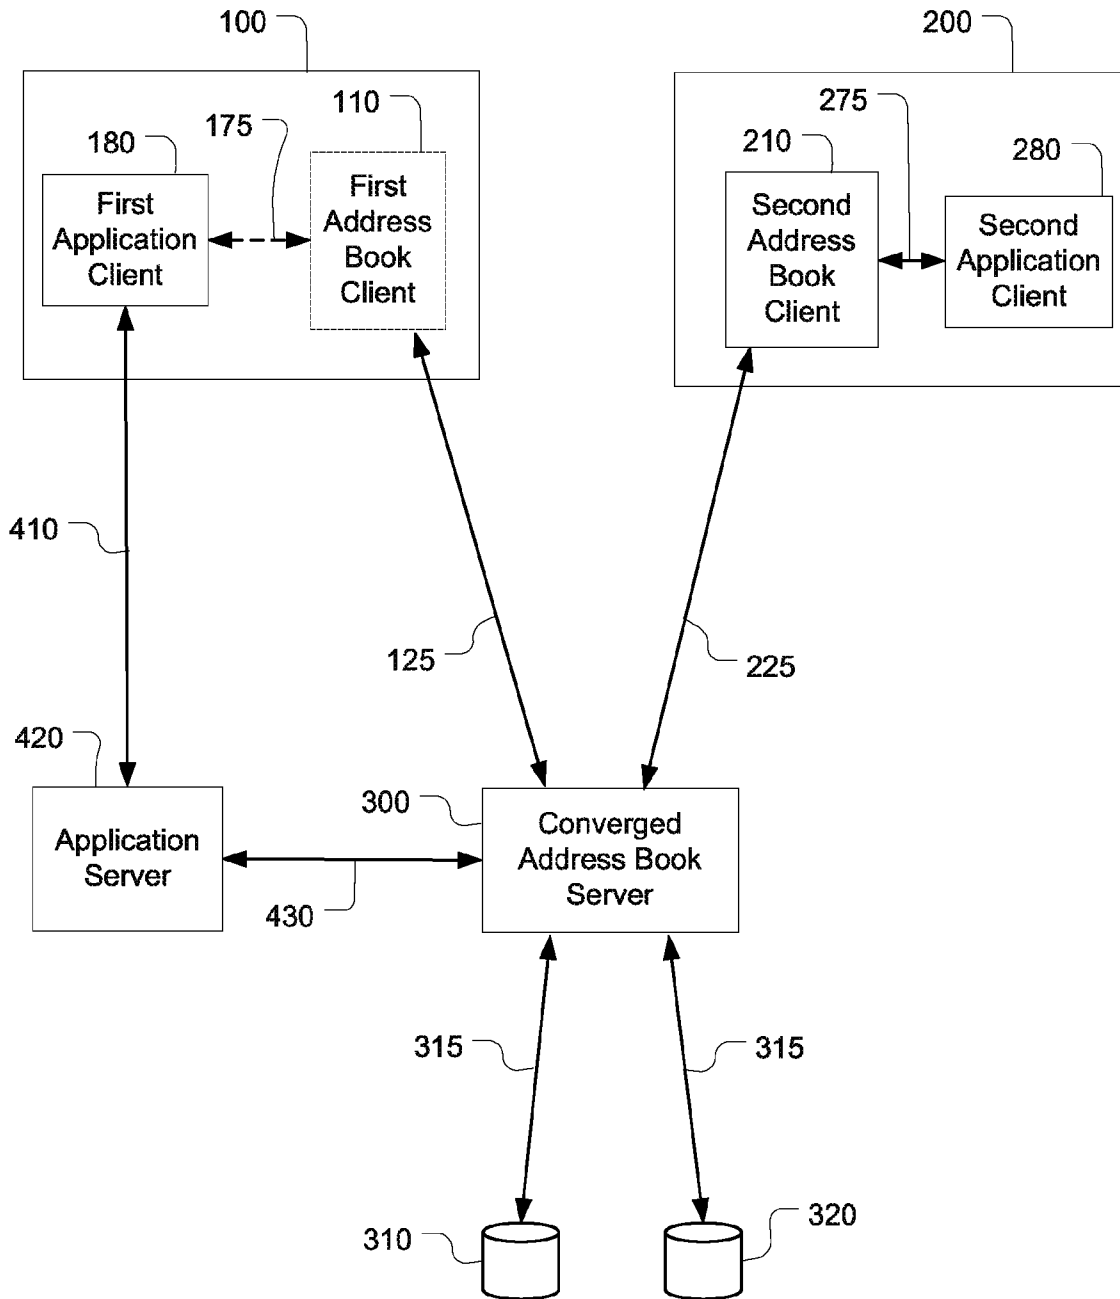 100
200
110
175
275
180
210
280
First
Application
Client
First
Address
Book
Client
Second
Address
Book
Client
Second
Application
Client
410
125
225
420
300
Application
Server
Converged
Address Book
Server
430
315
315
310
320